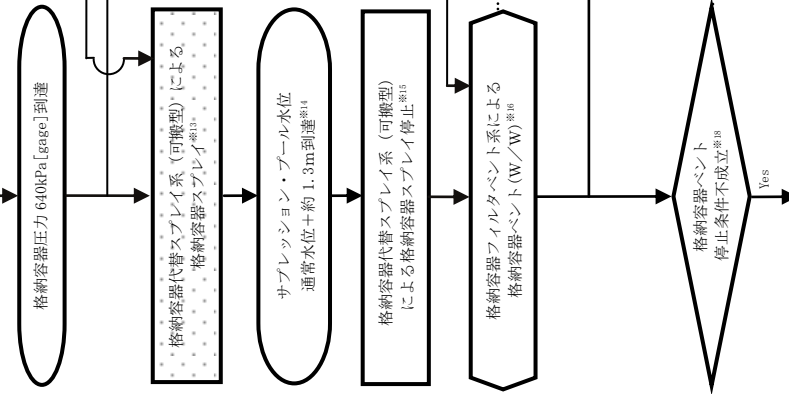 格納容器圧力 640kPa[gage]到達
格納容器代替スプレイ系（可搬型）による
格納容器スプレイ※13
サプレッション・プール水位
通常水位＋約 1.3m到達※14
格納容器代替スプレイ系（可搬型）
による格納容器スプレイ停止※15
格納容器フィルタベント系による
格納容器ベント(W／W)※16
格納容器ベント
停止条件不成立※18
Yes